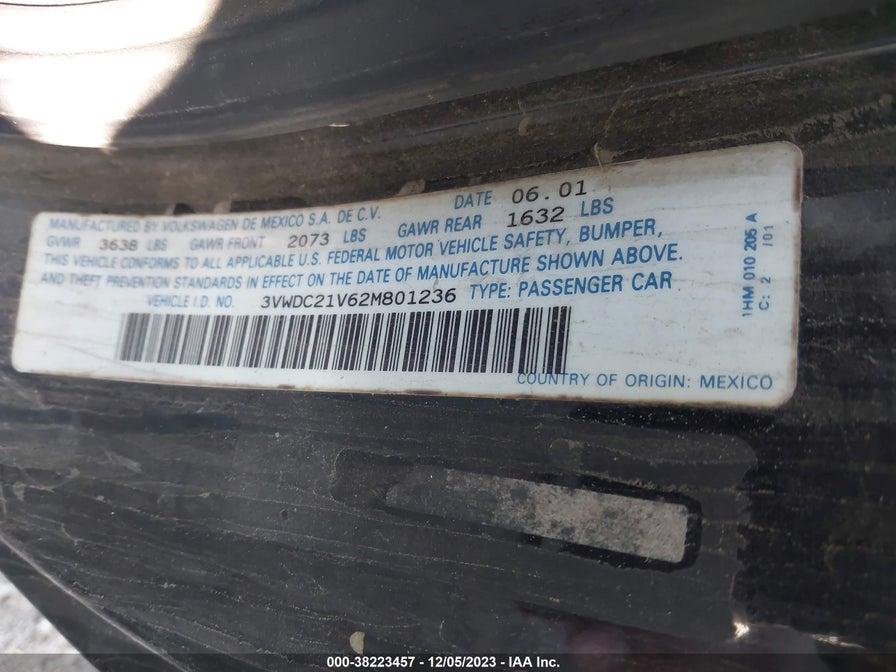 MANUFACTURED BY VOLKSWAGEN DE MEXICO S.A. DE C.V. DATE 06.01
GVWR 3638 LBS GAWR FRONT 2073 LBS GAWR REAR 1632 LBS
THIS VEHICLE CONFORMS TO ALL APPLICABLE U.S. FEDERAL MOTOR VEHICLE SAFETY, BUMPER,
AND THEFT PREVENTION STANDARDS IN EFFECT ON THE DATE OF MANUFACTURE SHOWN ABOVE.
VEHICLE I.D. NO. 3VWDC21V62M801236 TYPE: PASSENGER CAR
COUNTRY OF ORIGIN: MEXICO
1HM 010 205 A
C: 2 /01
000-38223457 - 12/05/2023 - IAA Inc.